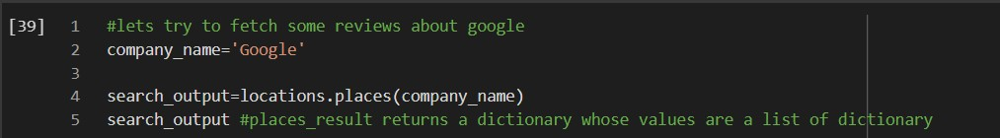 [39] 1 #lets try to fetch some reviews about google
2 company_name='Google'
3
4 search_output=locations.places(company_name)
5 search_output #places_result returns a dictionary whose values are a list of dictionary